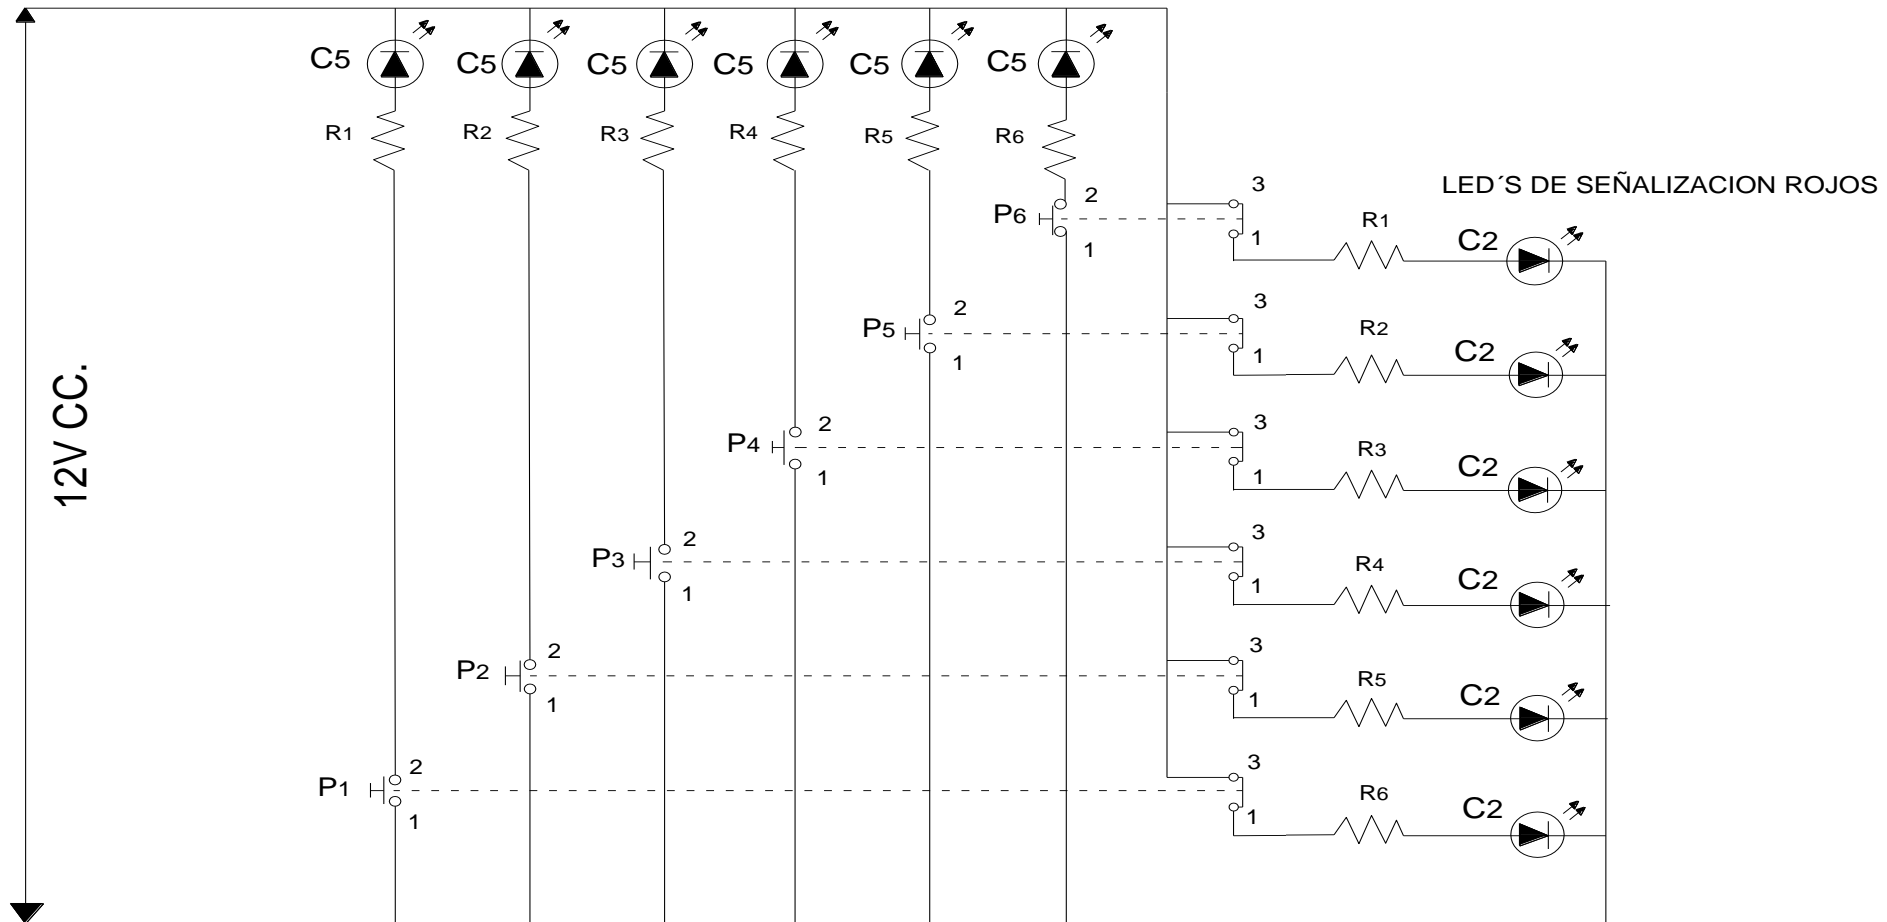 C5 C5 C5 C5 C5 C5
R1 R2 R3 R4 R5 R6
LED´S DE SEÑALIZACION ROJOS
P6 2 1
3 1 R1 C2
P5 2 1
3 1 R2 C2
12V CC.
P4 2 1
3 1 R3 C2
P3 2 1
3 1 R4 C2
P2 2 1
3 1 R5 C2
P1 2 1
3 1 R6 C2